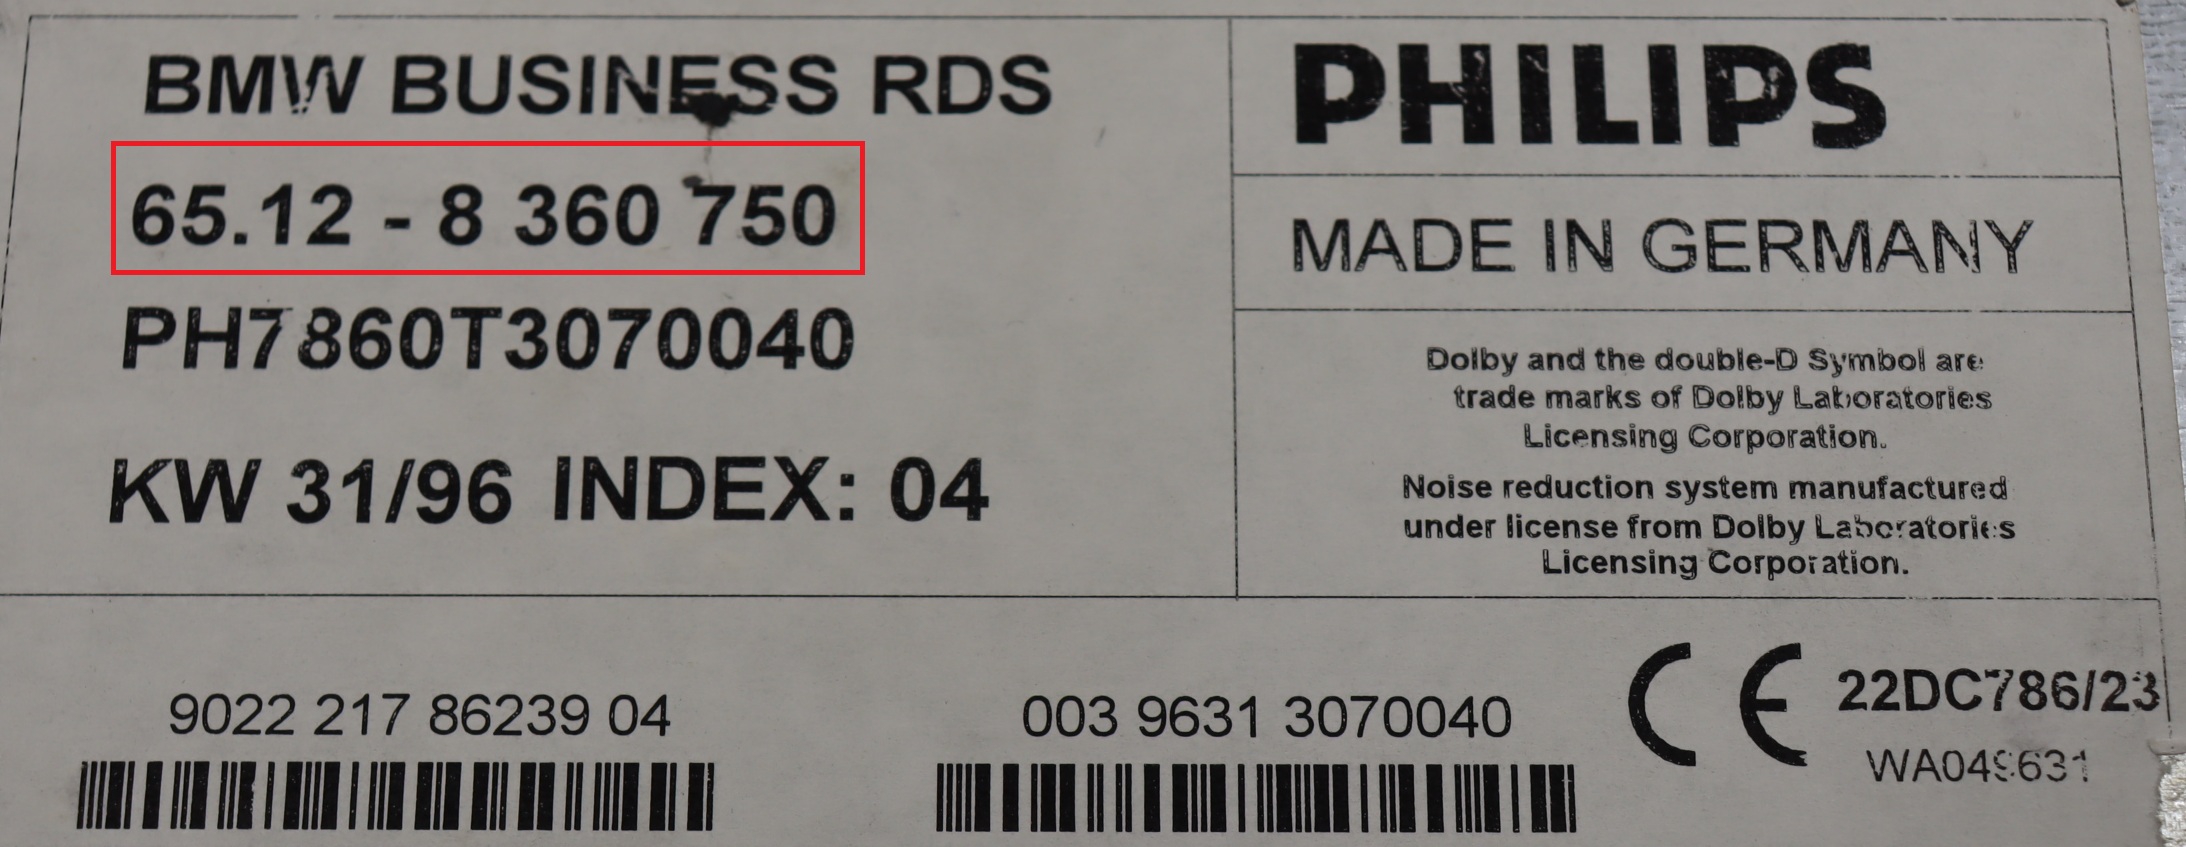 BMW BUSINESS RDS
65.12 - 8 360 750
PH7860T3070040
KW 31/96 INDEX: 04
PHILIPS
MADE IN GERMANY
Dolby and the double-D Symbol are
trade marks of Dolby Laboratories
Licensing Corporation.
Noise reduction system manufactured
under license from Dolby Laboratories
Licensing Corporation.
9022 217 86239 04
003 9631 3070040
CE
22DC786/23
WA049631